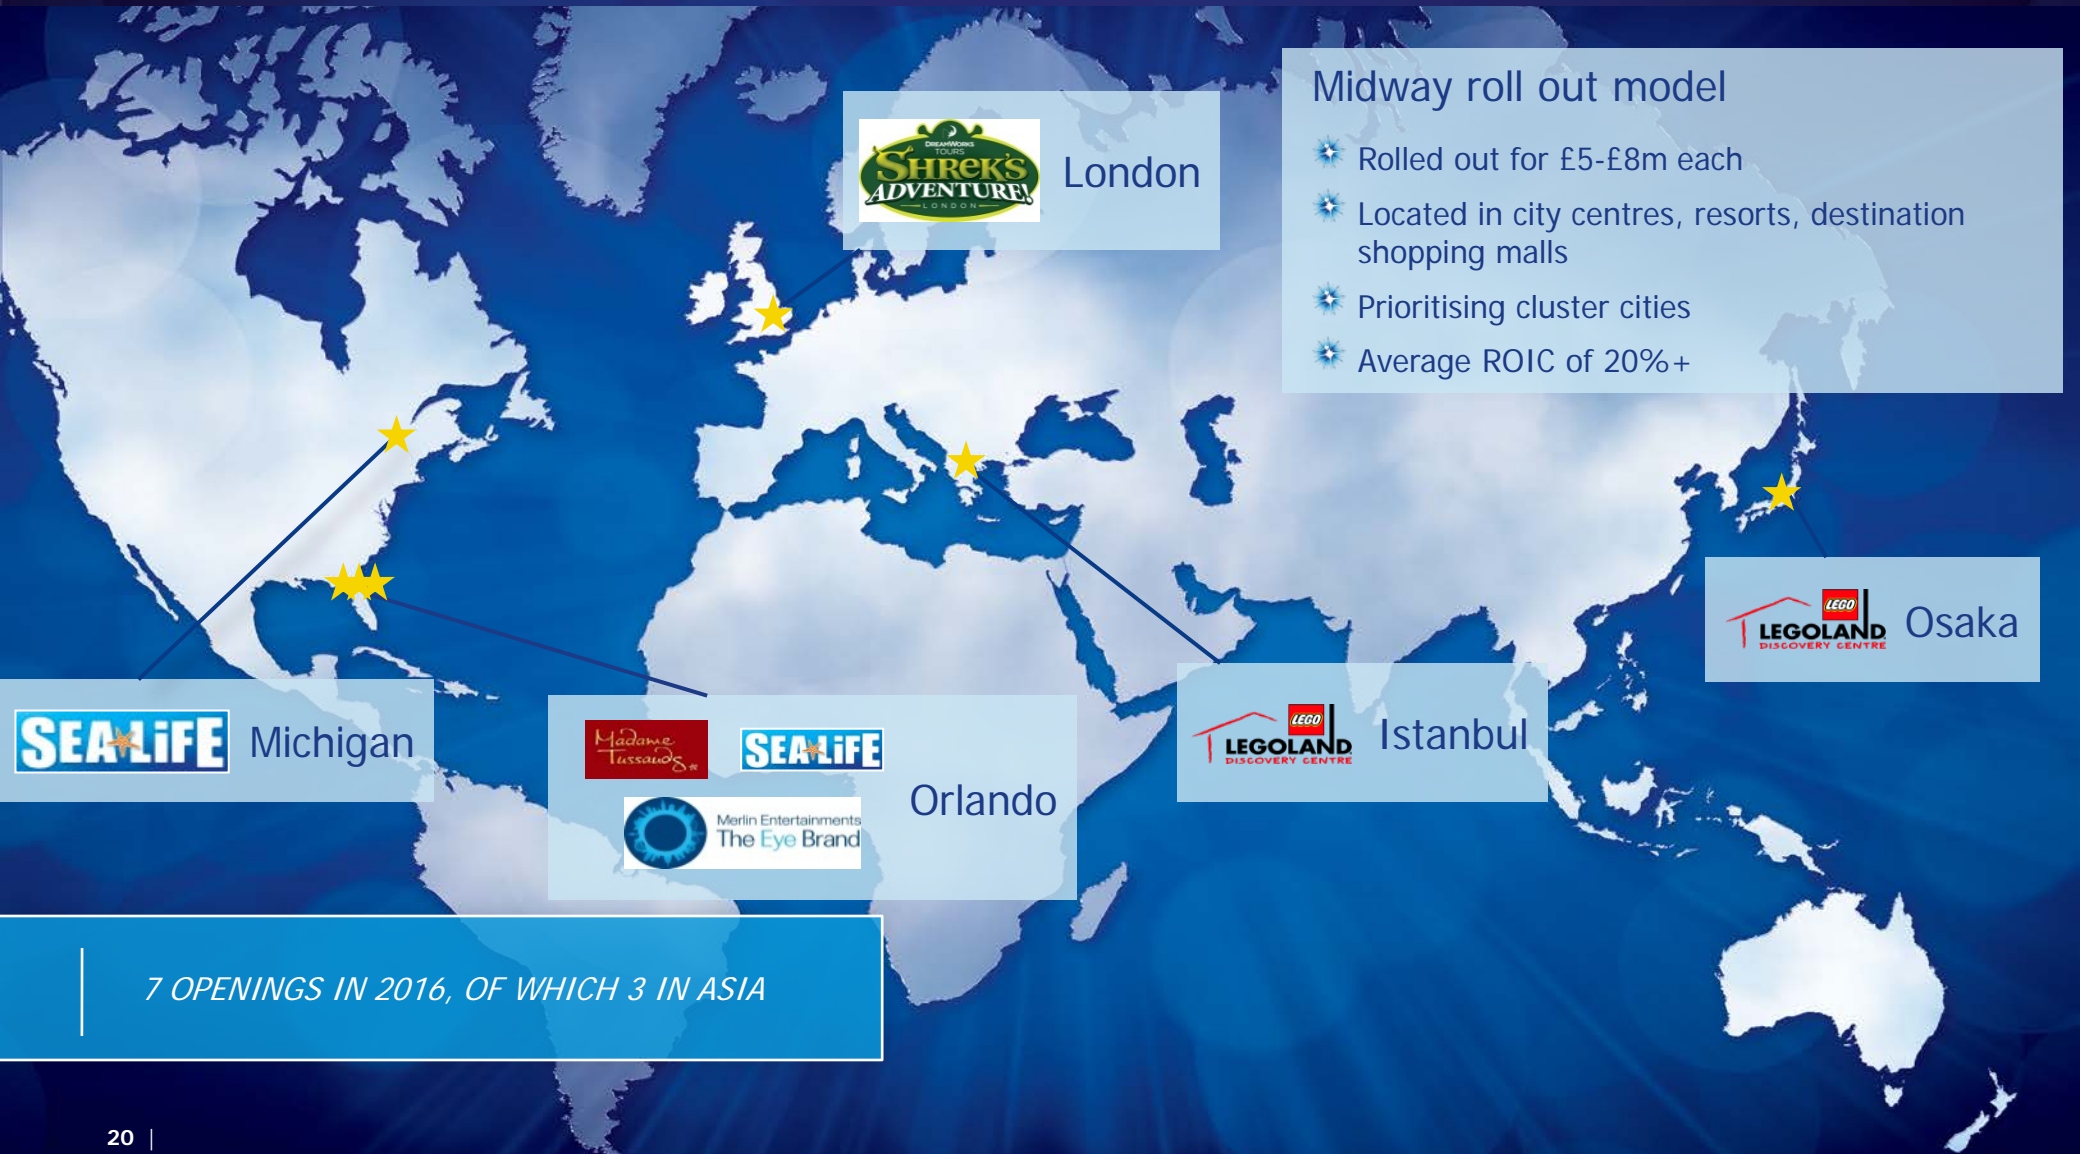 Midway roll out model
Rolled out for £5-£8m each
Located in city centres, resorts, destination
shopping malls
Prioritising cluster cities
Average ROIC of 20%+
DREAMWORKS
TOURS
SHREK'S
ADVENTURE!
LONDON
London
LEGO
LEGOLAND
DISCOVERY CENTRE
Osaka
SEA LiFE
Michigan
Madame
Tussauds
SEA LiFE
Merlin Entertainments
The Eye Brand
Orlando
LEGO
LEGOLAND
DISCOVERY CENTRE
Istanbul
7 OPENINGS IN 2016, OF WHICH 3 IN ASIA
20 |